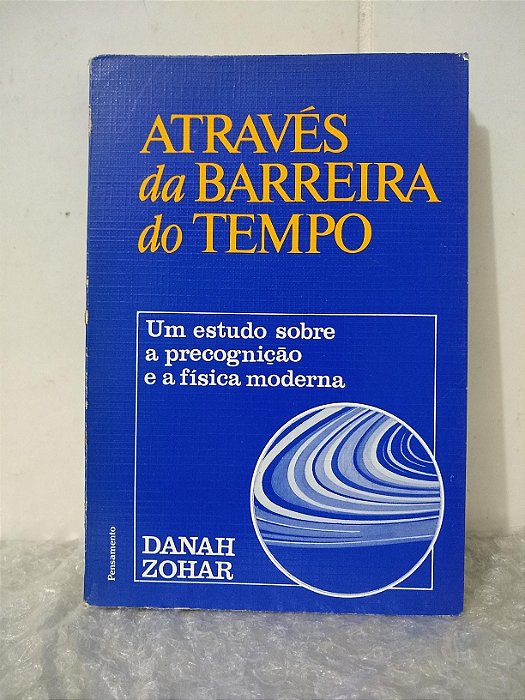 ATRAVÉS
da BARREIRA
do TEMPO
Um estudo sobre
a precognição
e a física moderna
DANAH
ZOHAR
Pensamento